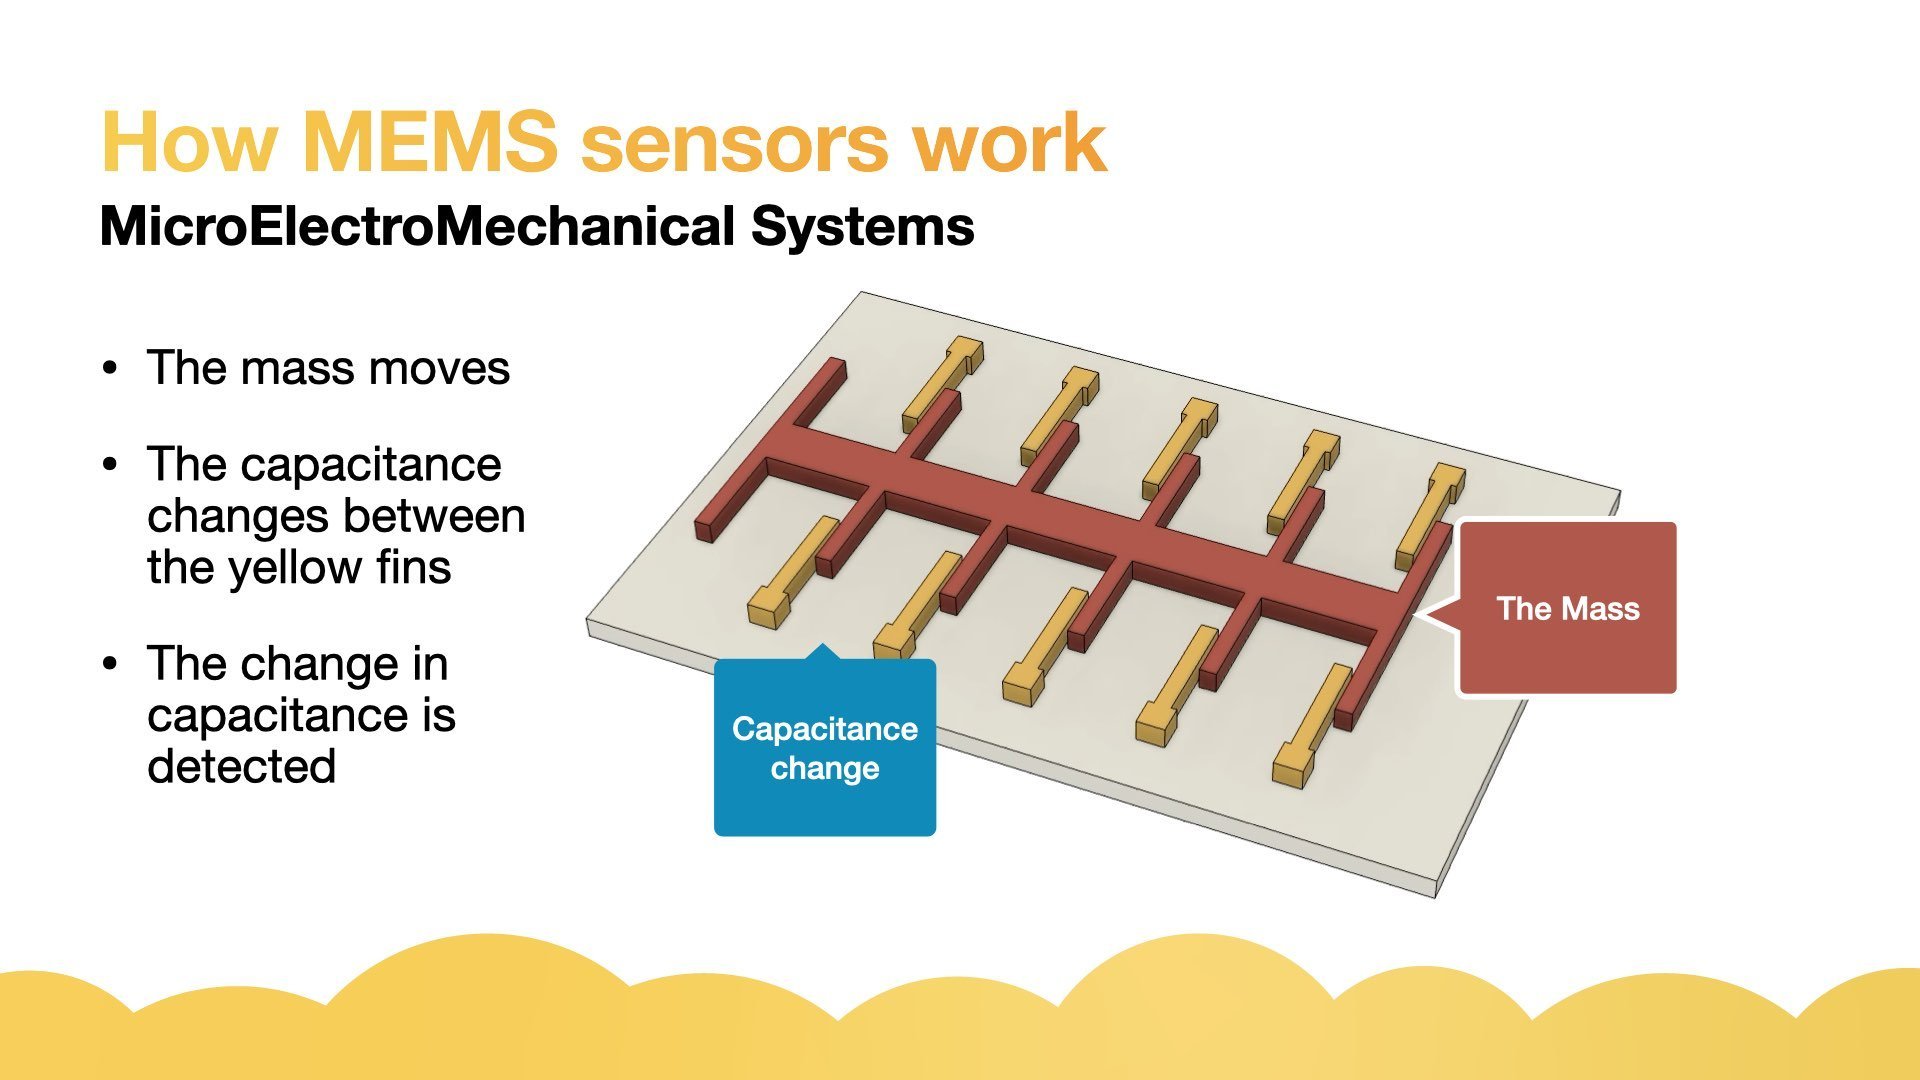 How MEMS sensors work
MicroElectroMechanical Systems
• The mass moves
• The capacitance
changes between
the yellow fins
• The change in
capacitance is
detected
The Mass
Capacitance
change